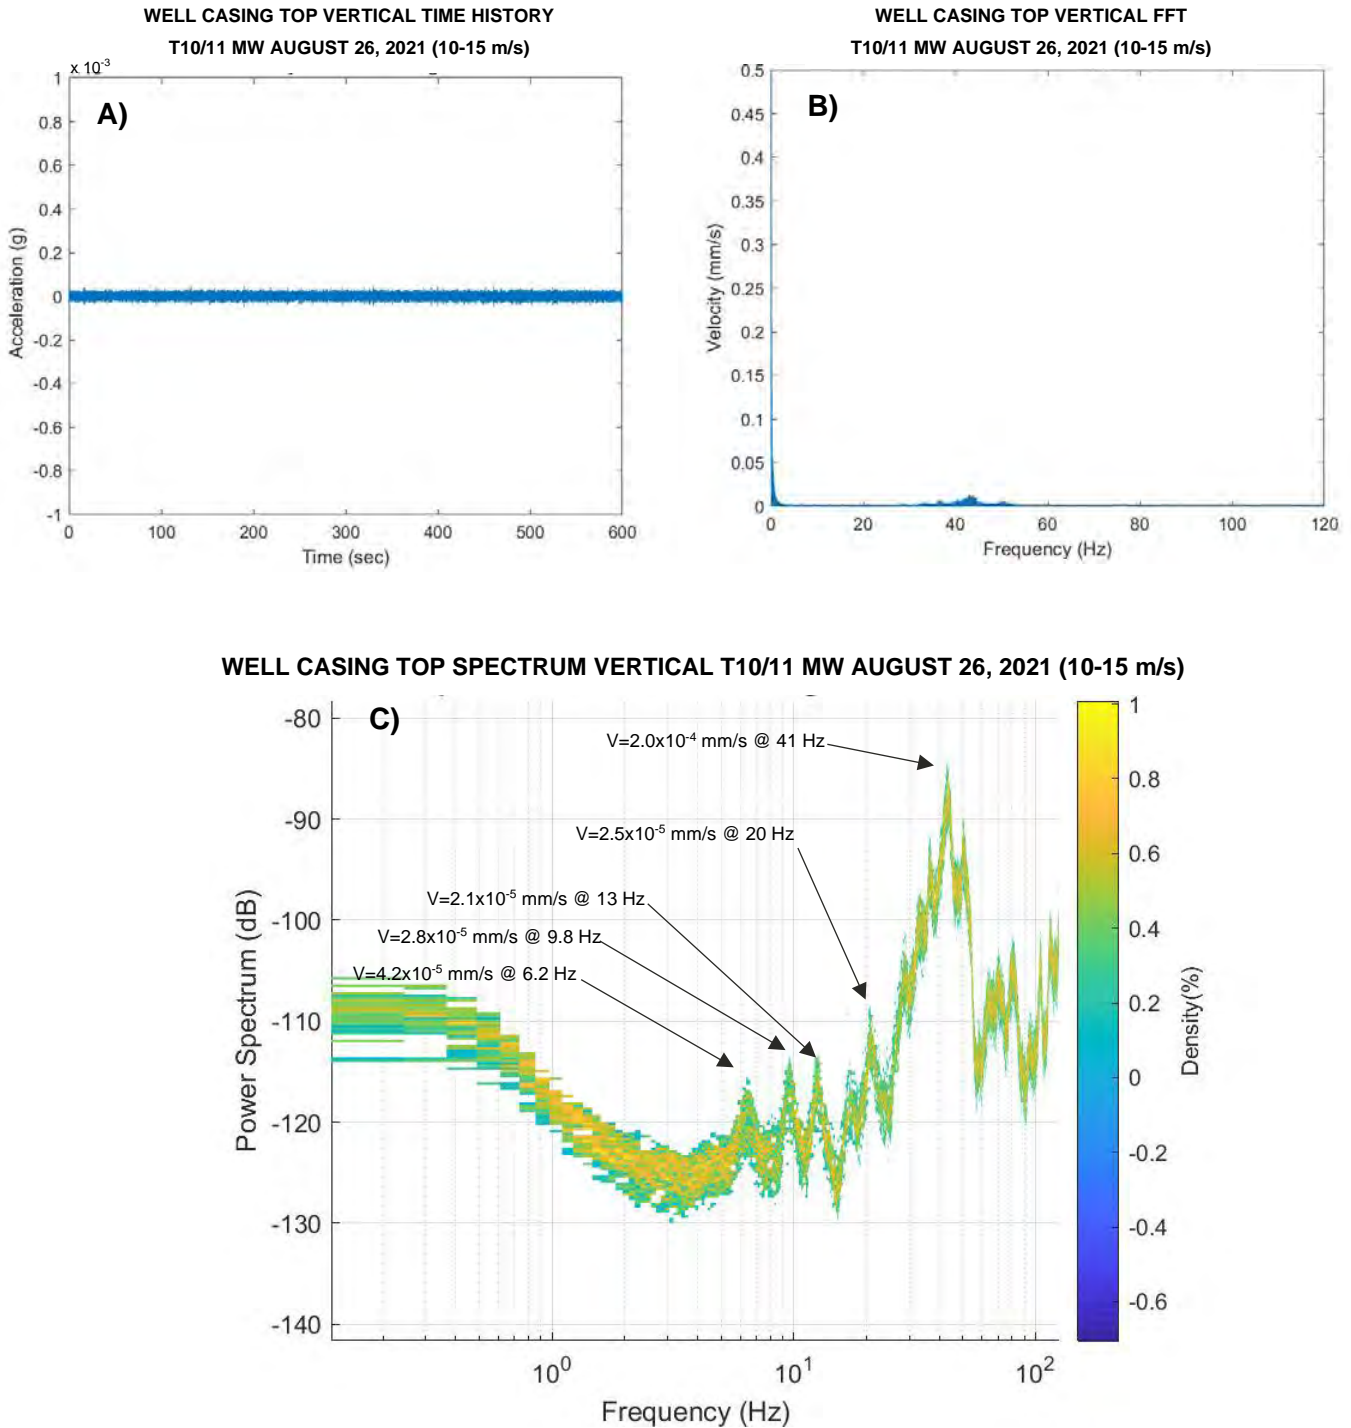 WELL CASING TOP VERTICAL TIME HISTORY
T10/11 MW AUGUST 26, 2021 (10-15 m/s)
x 10-3
A)
1
0.8
0.6
0.4
0.2
0
-0.2
-0.4
-0.6
-0.8
-1
Acceleration (g)
0 100 200 300 400 500 600
Time (sec)
WELL CASING TOP VERTICAL FFT
T10/11 MW AUGUST 26, 2021 (10-15 m/s)
B)
0.5
0.45
0.4
0.35
0.3
0.25
0.2
0.15
0.1
0.05
0
Velocity (mm/s)
0 20 40 60 80 100 120
Frequency (Hz)
WELL CASING TOP SPECTRUM VERTICAL T10/11 MW AUGUST 26, 2021 (10-15 m/s)
C)
V=2.0x10-4 mm/s @ 41 Hz
V=2.5x10-5 mm/s @ 20 Hz
V=2.1x10-5 mm/s @ 13 Hz
V=2.8x10-5 mm/s @ 9.8 Hz
V=4.2x10-5 mm/s @ 6.2 Hz
-80
-90
-100
-110
-120
-130
-140
Power Spectrum (dB)
100 101 102
Frequency (Hz)
1
0.8
0.6
0.4
0.2
0
-0.2
-0.4
-0.6
Density(%)